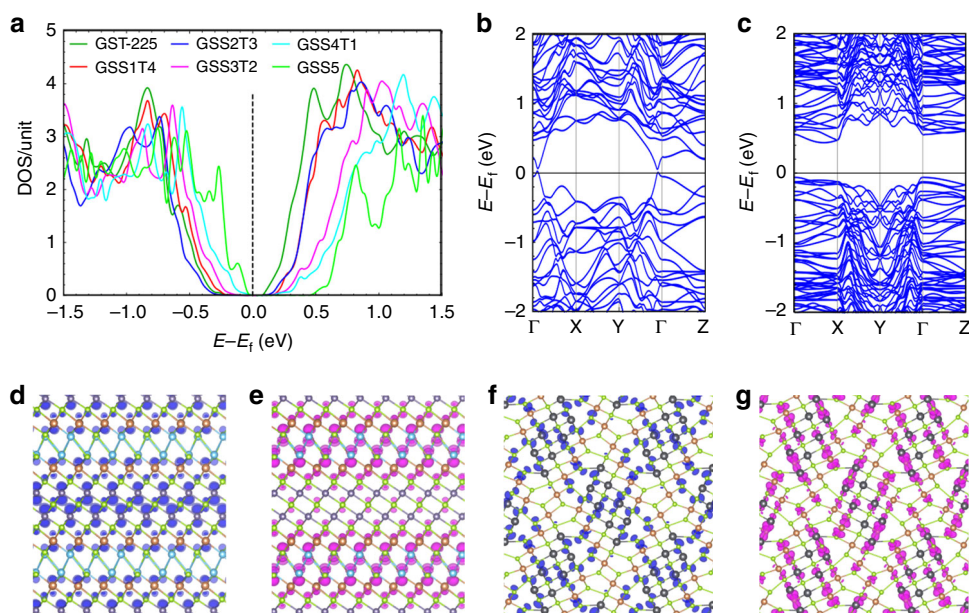 a
5
4
3
2
1
0
DOS/unit
GST-225
GSS2T3
GSS4T1
GSS1T4
GSS3T2
GSS5
−1.5
−1.0
−0.5
0.0
0.5
1.0
1.5
E−Ef (eV)
b
2
1
0
−1
−2
E−Ef (eV)
Γ
X
Y
Γ
Z
c
2
1
0
−1
−2
E−Ef (eV)
Γ
X
Y
Γ
Z
d
e
f
g